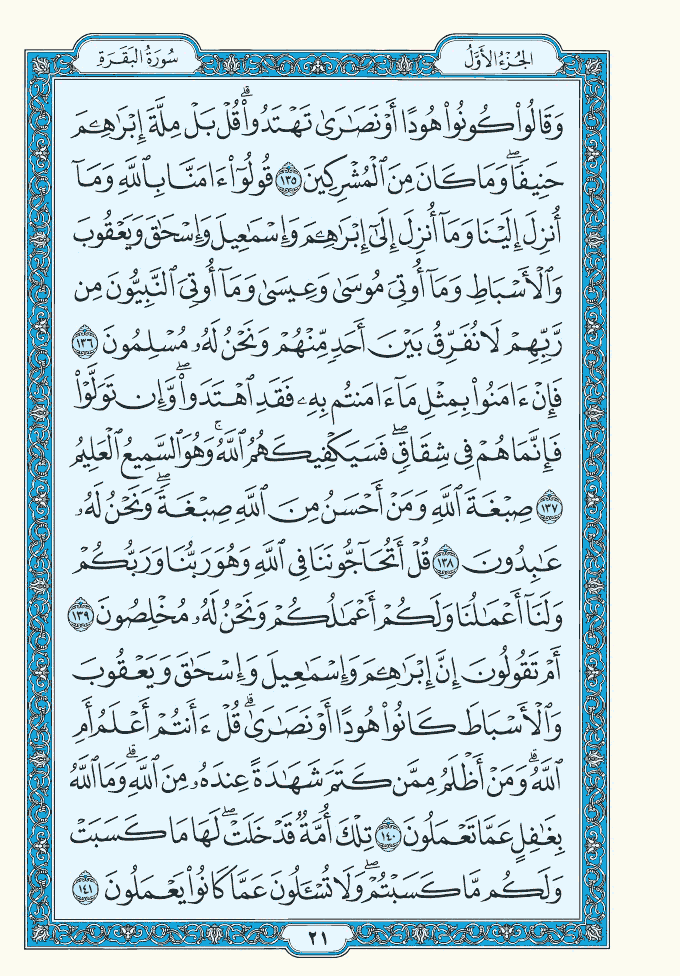 الجُزْءُ الأَوَّلُ
سُورَةُ البَقَرَةِ
وَقَالُواْ كُونُواْ هُودًا أَوۡ نَصَٰرَىٰ تَهۡتَدُواْۗ قُلۡ بَلۡ مِلَّةَ إِبۡرَٰهِـۧمَ
حَنِيفٗاۖ وَمَا كَانَ مِنَ ٱلۡمُشۡرِكِينَ ١٣٥ قُولُوٓاْ ءَامَنَّا بِٱللَّهِ وَمَآ
أُنزِلَ إِلَيۡنَا وَمَآ أُنزِلَ إِلَىٰٓ إِبۡرَٰهِـۧمَ وَإِسۡمَٰعِيلَ وَإِسۡحَٰقَ وَيَعۡقُوبَ
وَٱلۡأَسۡبَاطِ وَمَآ أُوتِيَ مُوسَىٰ وَعِيسَىٰ وَمَآ أُوتِيَ ٱلنَّبِيُّونَ مِن
رَّبِّهِمۡ لَا نُفَرِّقُ بَيۡنَ أَحَدٖ مِّنۡهُمۡ وَنَحۡنُ لَهُۥ مُسۡلِمُونَ ١٣٦
فَإِنۡ ءَامَنُواْ بِمِثۡلِ مَآ ءَامَنتُم بِهِۦ فَقَدِ ٱهۡتَدَواْۖ وَّإِن تَوَلَّوۡاْ
فَإِنَّمَا هُمۡ فِي شِقَاقٖۖ فَسَيَكۡفِيكَهُمُ ٱللَّهُۚ وَهُوَ ٱلسَّمِيعُ ٱلۡعَلِيمُ
١٣٧ صِبۡغَةَ ٱللَّهِ وَمَنۡ أَحۡسَنُ مِنَ ٱللَّهِ صِبۡغَةٗۖ وَنَحۡنُ لَهُۥ
عَٰبِدُونَ ١٣٨ قُلۡ أَتُحَآجُّونَنَا فِي ٱللَّهِ وَهُوَ رَبُّنَا وَرَبُّكُمۡ
وَلَنَآ أَعۡمَٰلُنَا وَلَكُمۡ أَعۡمَٰلُكُمۡ وَنَحۡنُ لَهُۥ مُخۡلِصُونَ ١٣٩
أَمۡ تَقُولُونَ إِنَّ إِبۡرَٰهِـۧمَ وَإِسۡمَٰعِيلَ وَإِسۡحَٰقَ وَيَعۡقُوبَ
وَٱلۡأَسۡبَاطَ كَانُواْ هُودًا أَوۡ نَصَٰرَىٰۗ قُلۡ ءَأَنتُمۡ أَعۡلَمُ أَمِ
ٱللَّهُۗ وَمَنۡ أَظۡلَمُ مِمَّن كَتَمَ شَهَٰدَةً عِندَهُۥ مِنَ ٱللَّهِۗ وَمَا ٱللَّهُ
بِغَٰفِلٍ عَمَّا تَعۡمَلُونَ ١٤٠ تِلۡكَ أُمَّةٞ قَدۡ خَلَتۡۖ لَهَا مَا كَسَبَتۡ
وَلَكُم مَّا كَسَبۡتُمۡۖ وَلَا تُسۡـَٔلُونَ عَمَّا كَانُواْ يَعۡمَلُونَ ١٤١
٢١